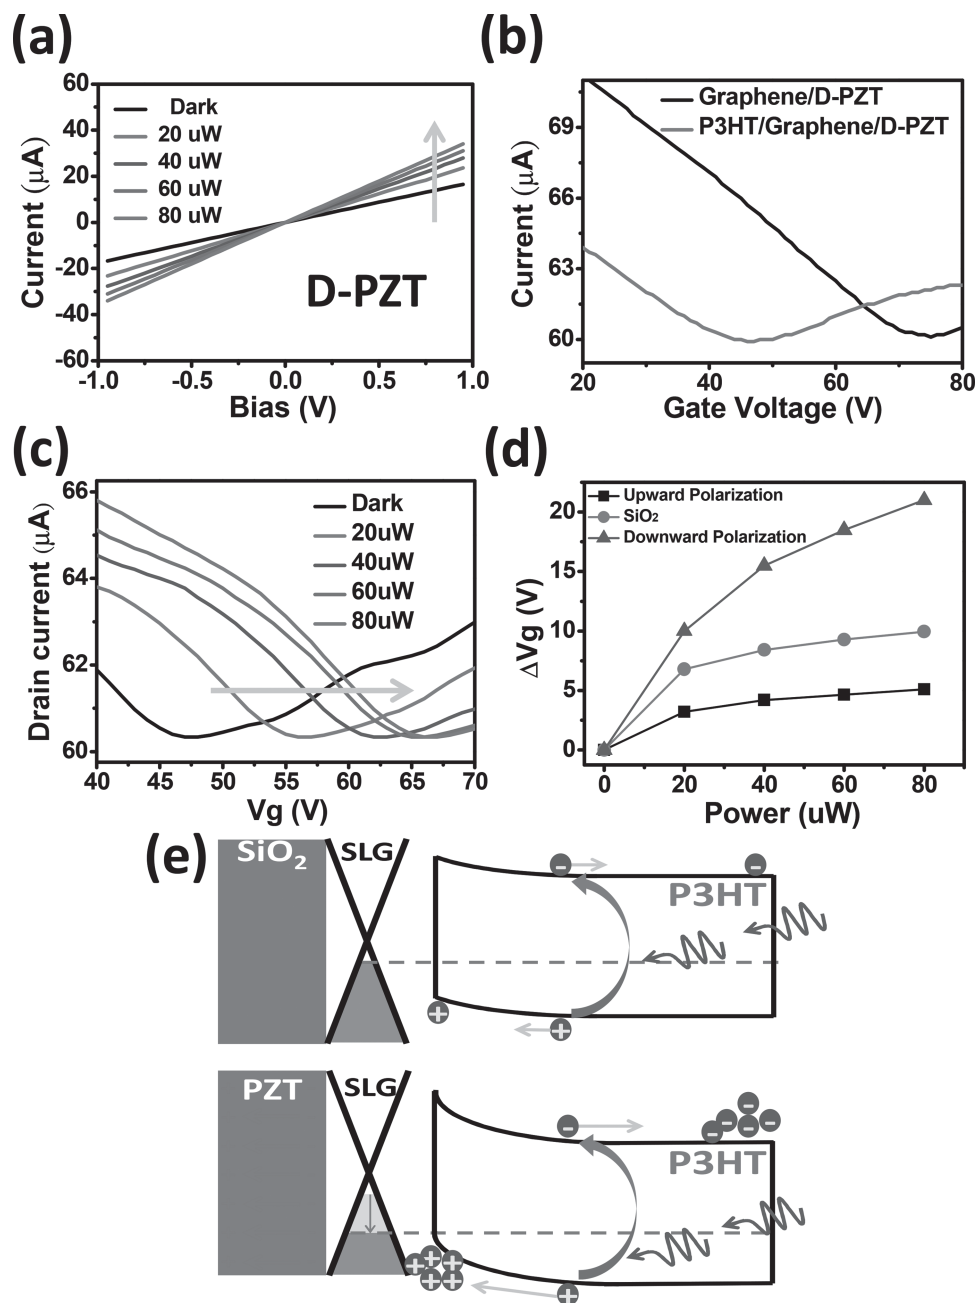 (a)
60
40
20
0
-20
-40
-60
Current (μA)
Dark
20 uW
40 uW
60 uW
80 uW
D-PZT
-1.0 -0.5 0.0 0.5 1.0
Bias (V)
(b)
69
66
63
60
Current (μA)
Graphene/D-PZT
P3HT/Graphene/D-PZT
20 40 60 80
Gate Voltage (V)
(c)
66
64
62
60
Drain current (μA)
Dark
20uW
40uW
60uW
80uW
40 45 50 55 60 65 70
Vg (V)
(d)
20
15
10
5
0
ΔVg (V)
Upward Polarization
SiO₂
Downward Polarization
0 20 40 60 80
Power (uW)
(e)
SiO₂ SLG
- -
P3HT
+ +
PZT SLG
- - - - - -
P3HT
+ + + + + +